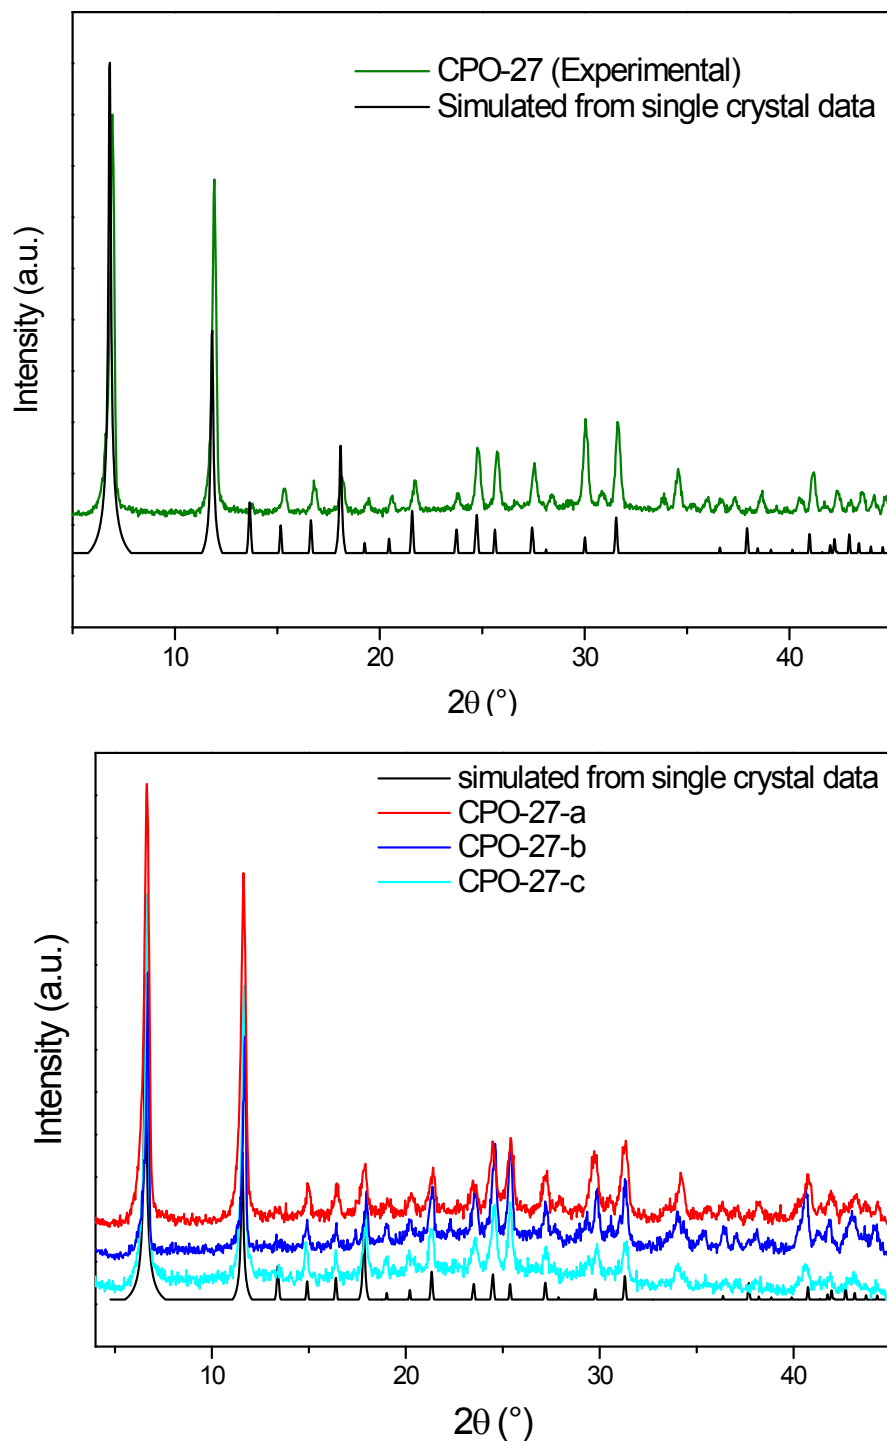 CPO-27 (Experimental)
Simulated from single crystal data
Intensity (a.u.)
10 20 30 40
2θ (°)
simulated from single crystal data
CPO-27-a
CPO-27-b
CPO-27-c
Intensity (a.u.)
10 20 30 40
2θ (°)